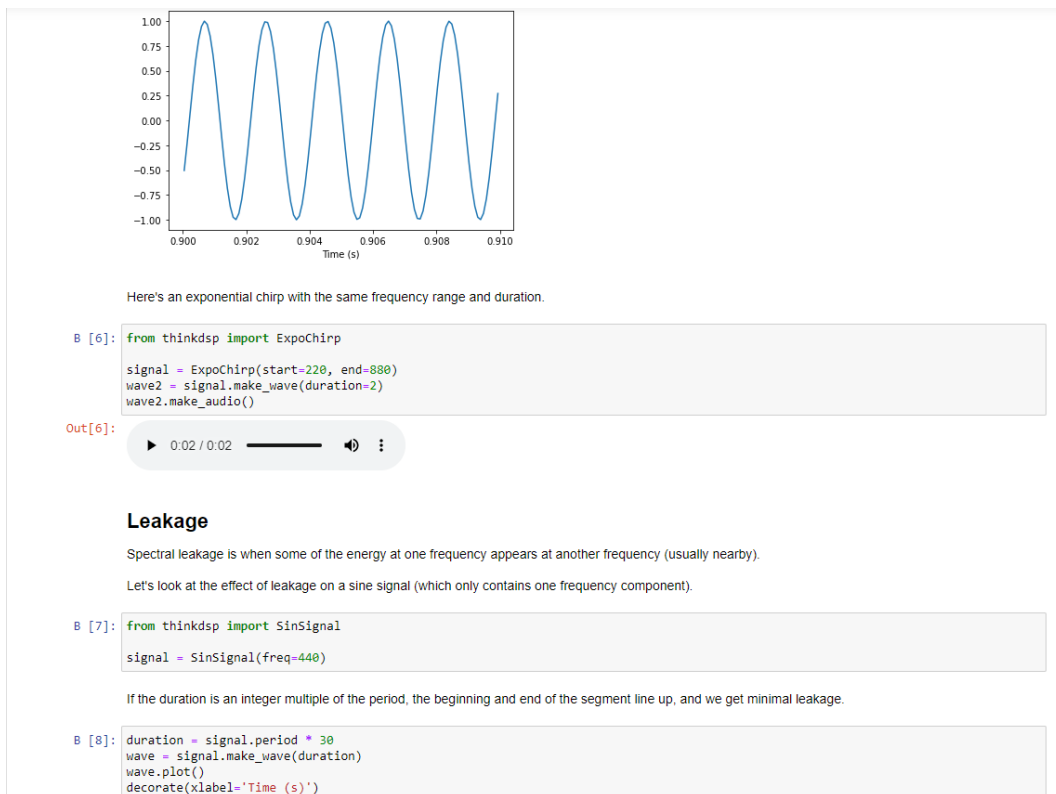 1.00
0.75
0.50
0.25
0.00
−0.25
−0.50
−0.75
−1.00
0.900 0.902 0.904 0.906 0.908 0.910
Time (s)
Here's an exponential chirp with the same frequency range and duration.
B [6]: from thinkdsp import ExpoChirp
signal = ExpoChirp(start=220, end=880)
wave2 = signal.make_wave(duration=2)
wave2.make_audio()
Out[6]:
0:02 / 0:02
Leakage
Spectral leakage is when some of the energy at one frequency appears at another frequency (usually nearby).
Let's look at the effect of leakage on a sine signal (which only contains one frequency component).
B [7]: from thinkdsp import SinSignal
signal = SinSignal(freq=440)
If the duration is an integer multiple of the period, the beginning and end of the segment line up, and we get minimal leakage.
B [8]: duration = signal.period * 30
wave = signal.make_wave(duration)
wave.plot()
decorate(xlabel='Time (s)')